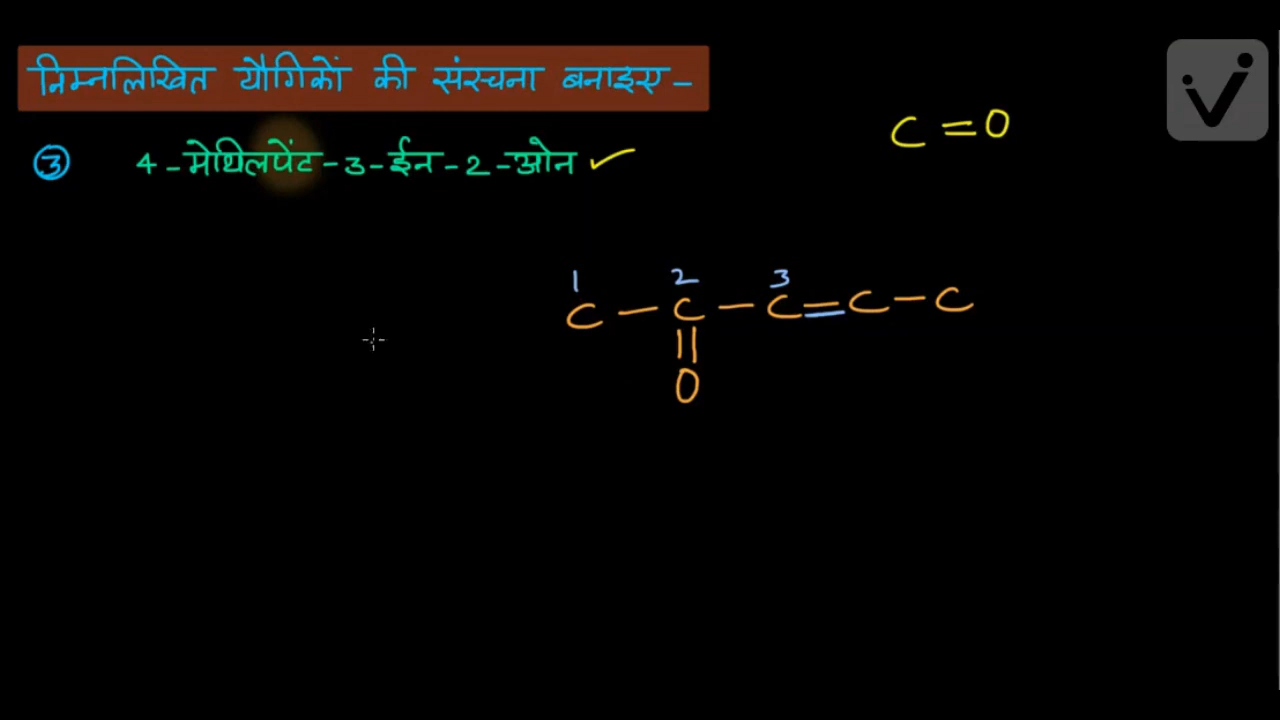 निम्नलिखित यौगिकों की संरचना बनाइए -
C = O
③ 4 - मेथिलपेंट - 3 - ईन - 2 - ओन ✓
1 2 3
C - C - C = C - C
||
O